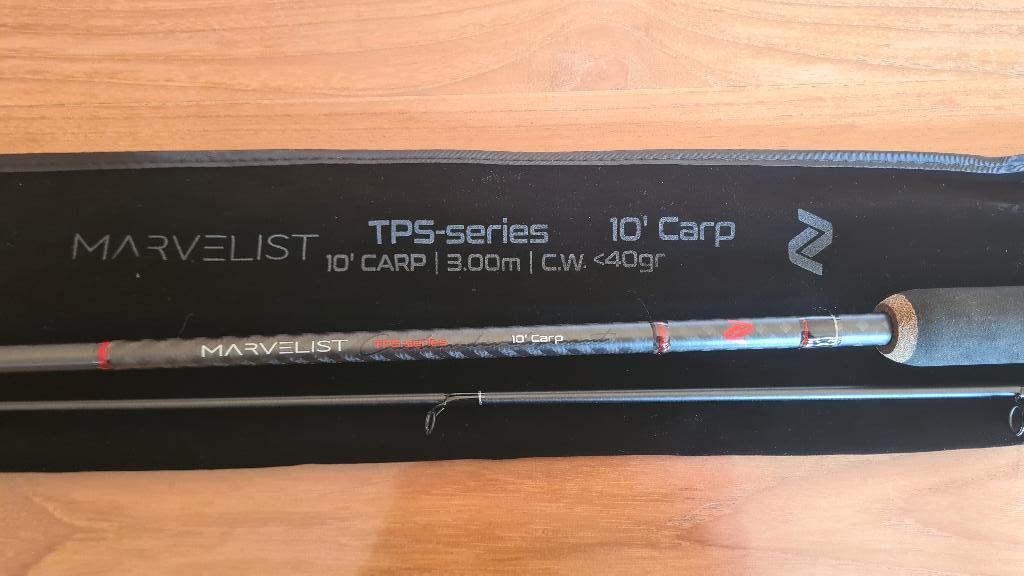 MARVELIST TPS-series 10' Carp
10' CARP | 3.00m | C.W. <40gr
MARVELIST TPS-series 10' Carp